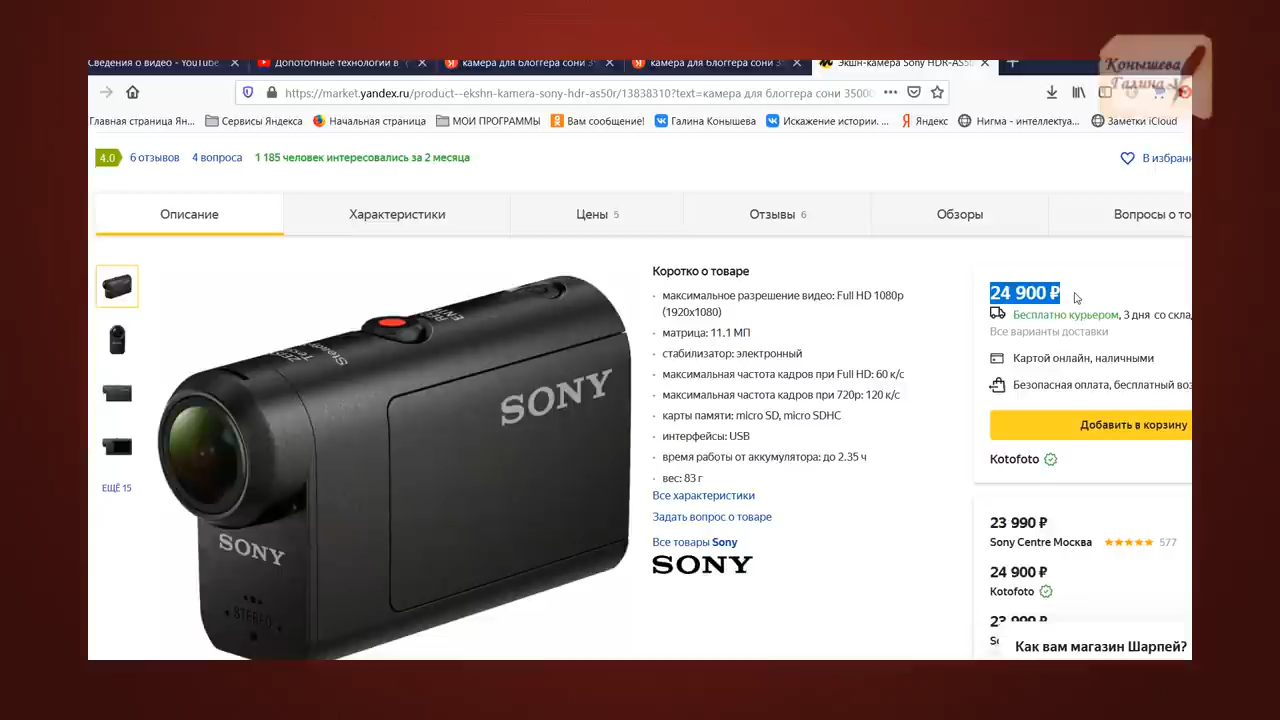 Сведения о видео - YouTube
Допотопные технологии в
камера для блоггера сони 3
камера для блоггера сони 3
Экшн-камера Sony HDR-AS50
Конышева
Галина
https://market.yandex.ru/product--ekshn-kamera-sony-hdr-as50r/13838310?text=камера для блоггера сони 35000
Главная страница Ян...
Сервисы Яндекса
Начальная страница
МОИ ПРОГРАММЫ
Вам сообщение!
Галина Конышева
Искажение истории. ...
Яндекс
Нигма - интеллектуа...
Заметки iCloud
4.0 6 отзывов 4 вопроса 1 185 человек интересовались за 2 месяца
В избранн
Описание
Характеристики
Цены 5
Отзывы 6
Обзоры
Вопросы о то
ЕЩЁ 15
SONY
SONY
STEREO
Коротко о товаре
максимальное разрешение видео: Full HD 1080p
(1920x1080)
матрица: 11.1 МП
стабилизатор: электронный
максимальная частота кадров при Full HD: 60 к/с
максимальная частота кадров при 720p: 120 к/с
карты памяти: micro SD, micro SDHC
интерфейсы: USB
время работы от аккумулятора: до 2.35 ч
вес: 83 г
Все характеристики
Задать вопрос о товаре
Все товары Sony
SONY
24 900 ₽
Бесплатно курьером, 3 дня со скла
Все варианты доставки
Картой онлайн, наличными
Безопасная оплата, бесплатный воз
Добавить в корзину
Kotofoto
23 990 ₽
Sony Centre Москва 577
24 900 ₽
Kotofoto
Как вам магазин Шарпей?